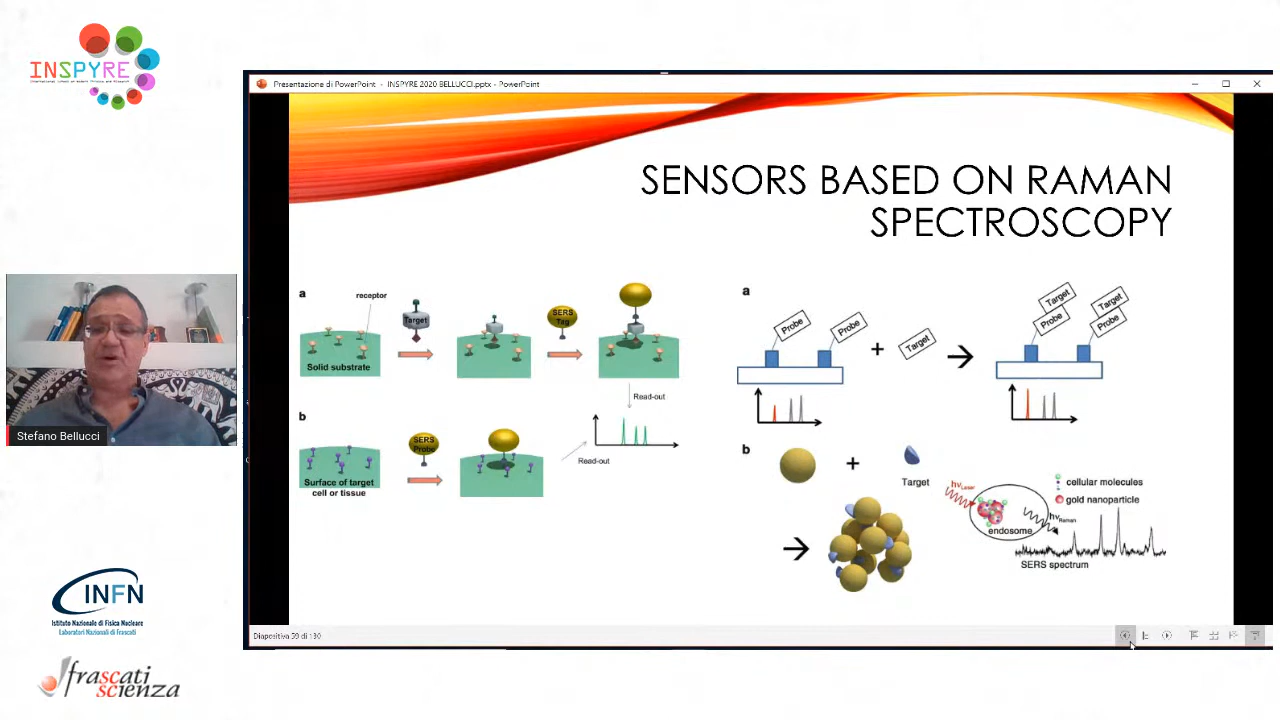 INSPYRE
Presentazione di PowerPoint - INSPYRE 2020 BELLUCCI.pptx - PowerPoint
SENSORS BASED ON RAMAN
SPECTROSCOPY
a
receptor
Target
SERS
Tag
Solid substrate
Read-out
b
SERS
Probe
Read-out
Surface of target
cell or tissue
a
Probe
Probe
+
Target
Target
Probe
Target
Probe
b
+
Target
hνLaser
cellular molecules
gold nanoparticle
hνRaman
endosome
SERS spectrum
Stefano Bellucci
INFN
Istituto Nazionale di Fisica Nucleare
Laboratori Nazionali di Frascati
frascati
scienza
Diapositiva 59 di 130